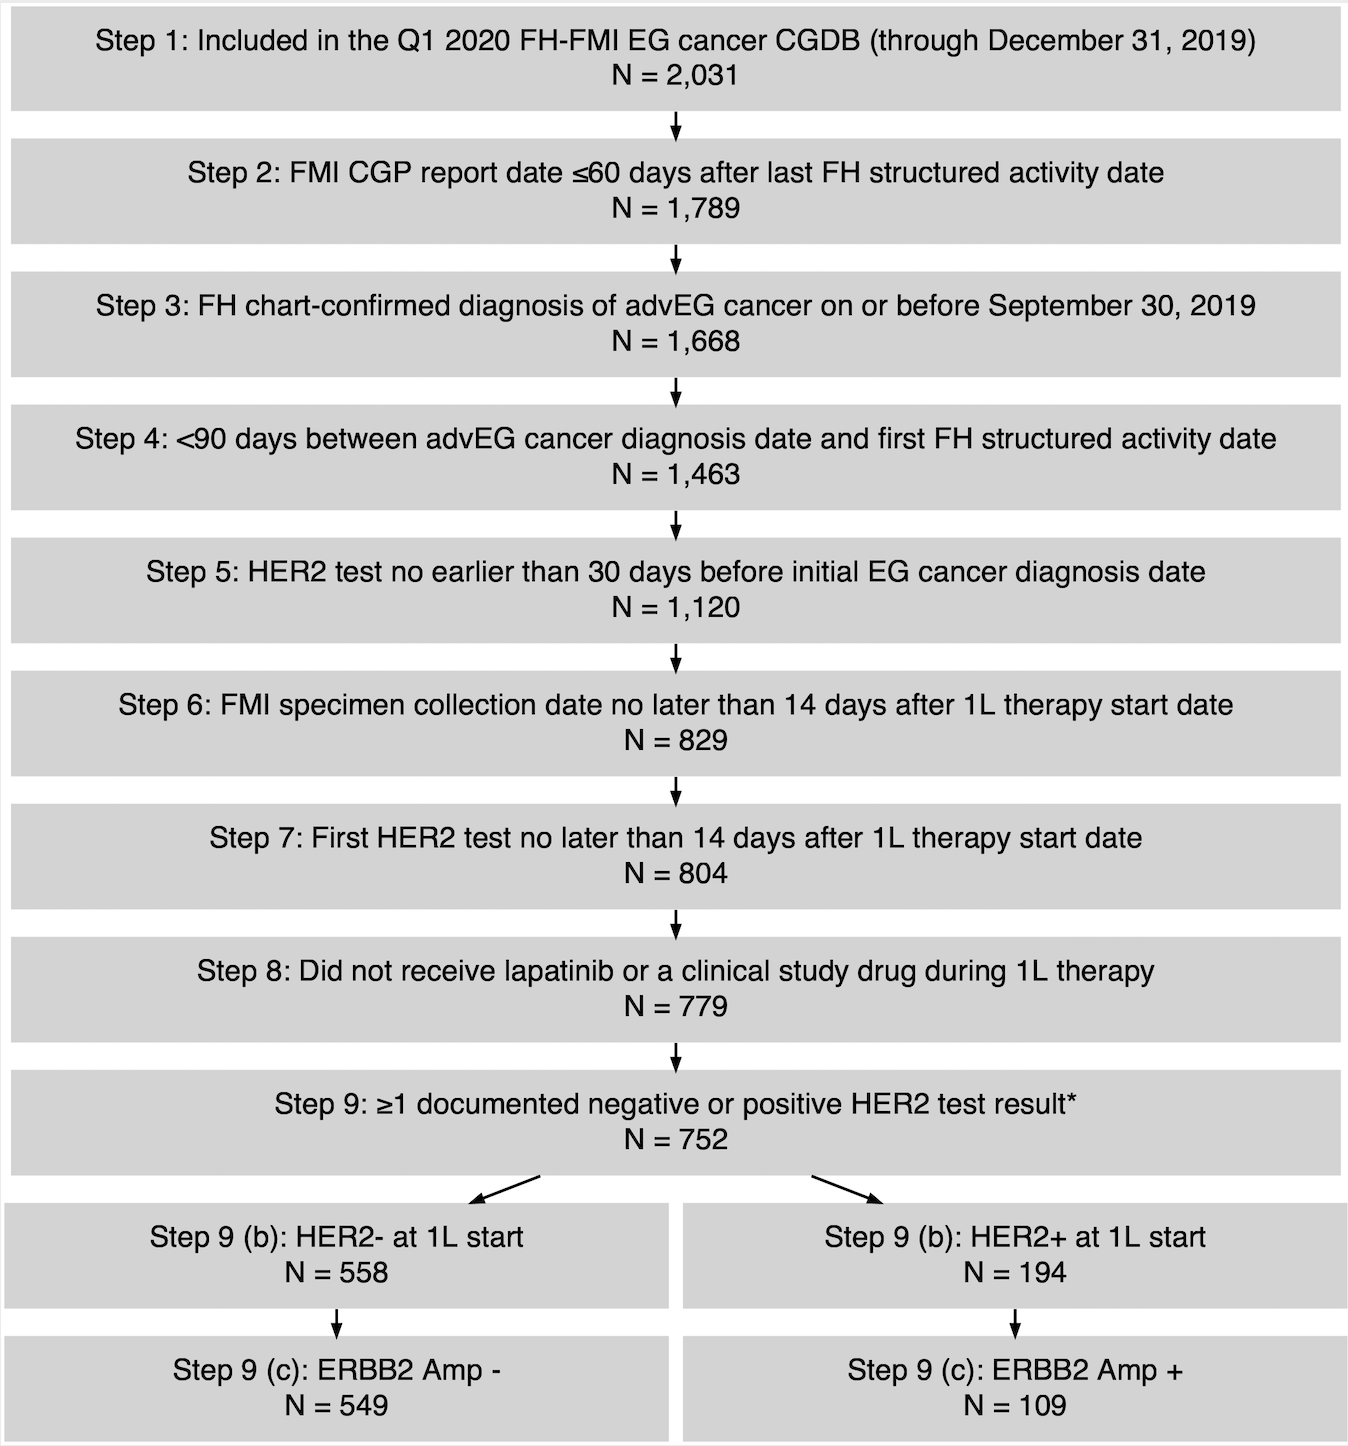 Step 1: Included in the Q1 2020 FH-FMI EG cancer CGDB (through December 31, 2019)
N = 2,031
Step 2: FMI CGP report date ≤60 days after last FH structured activity date
N = 1,789
Step 3: FH chart-confirmed diagnosis of advEG cancer on or before September 30, 2019
N = 1,668
Step 4: <90 days between advEG cancer diagnosis date and first FH structured activity date
N = 1,463
Step 5: HER2 test no earlier than 30 days before initial EG cancer diagnosis date
N = 1,120
Step 6: FMI specimen collection date no later than 14 days after 1L therapy start date
N = 829
Step 7: First HER2 test no later than 14 days after 1L therapy start date
N = 804
Step 8: Did not receive lapatinib or a clinical study drug during 1L therapy
N = 779
Step 9: ≥1 documented negative or positive HER2 test result*
N = 752
Step 9 (b): HER2- at 1L start
N = 558
Step 9 (b): HER2+ at 1L start
N = 194
Step 9 (c): ERBB2 Amp -
N = 549
Step 9 (c): ERBB2 Amp +
N = 109